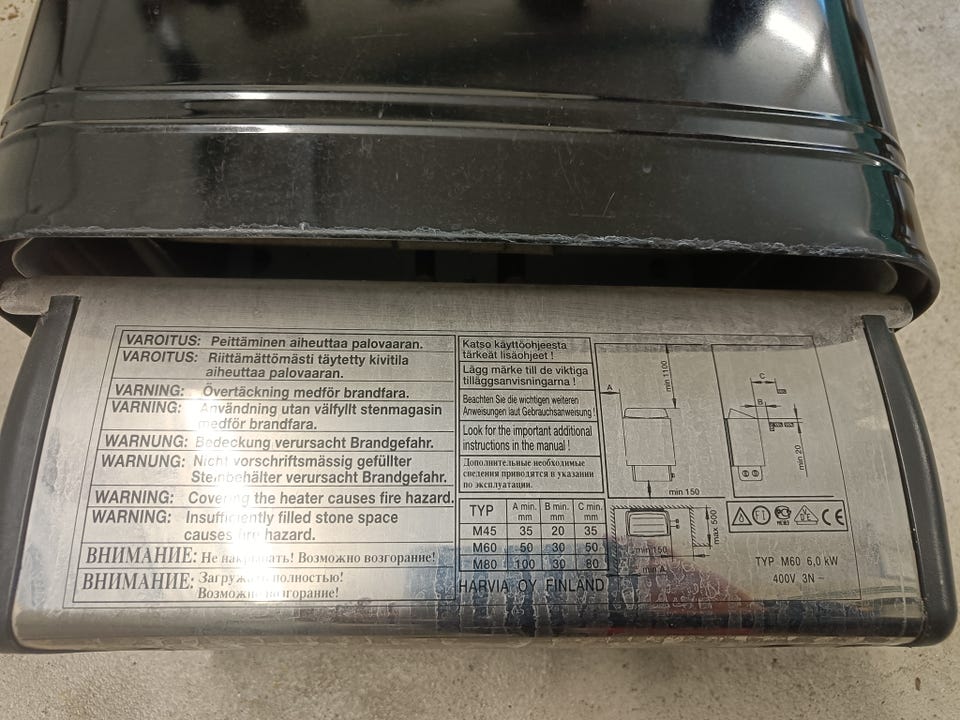 VAROITUS: Peittäminen aiheuttaa palovaaran.
VAROITUS: Riittämättömästi täytetty kivitila
aiheuttaa palovaaran.
WARNING: Övertäckning medför brandfara.
WARNING: Användning utan välfyllt stenmagasin
medför brandfara.
WARNUNG: Bedeckung verursacht Brandgefahr.
WARNUNG: Nicht vorschriftsmässig gefüllter
Steinbehälter verursacht Brandgefahr.
WARNING: Covering the heater causes fire hazard.
WARNING: Insufficiently filled stone space
causes fire hazard.
ВНИМАНИЕ: Не накрывать! Возможно возгорание!
ВНИМАНИЕ: Загружать полностью!
Возможно возгорание!
Katso käyttöohjeesta
tärkeät lisäohjeet !
Lägg märke till de viktiga
tilläggsanvisningarna !
Beachten Sie die wichtigen weiteren
Anweisungen laut Gebrauchsanweisung !
Look for the important additional
instructions in the manual !
Дополнительные необходимые
сведения приводятся в указании
по эксплуатации.
TYP A min. mm B min. mm C min. mm
M45 35 20 35
M60 50 30 50
M80 100 30 80
HARVIA OY FINLAND
A
min 1100
min 150
C
B
min 20
min 150
min A
max 500
FI
CE
TYP M60 6,0 kW
400V 3N~